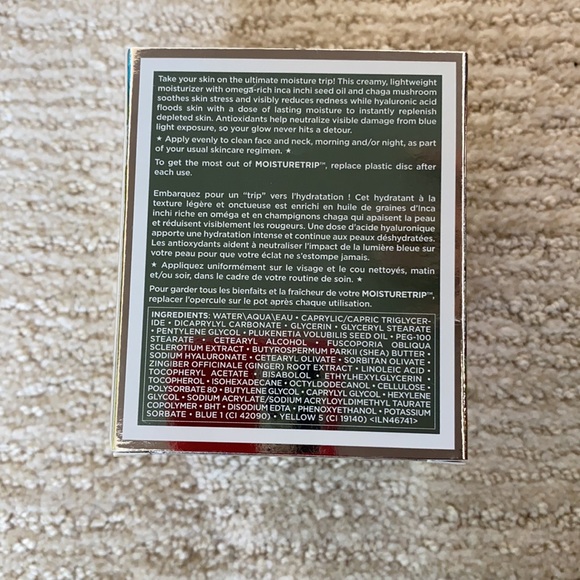 Take your skin on the ultimate moisture trip! This creamy, lightweight
moisturizer with omega-rich inca inchi seed oil and chaga mushroom
soothes skin stress and visibly reduces redness while hyaluronic acid
floods skin with a dose of lasting moisture to instantly replenish
depleted skin. Antioxidants help neutralize visible damage from blue
light exposure, so your glow never hits a detour.
★ Apply evenly to clean face and neck, morning and/or night, as part
of your usual skincare regimen. ★
To get the most out of MOISTURETRIP™, replace plastic disc after
each use.
Embarquez pour un “trip” vers l’hydratation ! Cet hydratant à la
texture légère et onctueuse est enrichi en huile de graines d’Inca
inchi riche en oméga et en champignons chaga qui apaisent la peau
et réduisent visiblement les rougeurs. Une dose d’acide hyaluronique
apporte une hydratation intense et continue aux peaux déshydratées.
Les antioxydants aident à neutraliser l’impact de la lumière bleue sur
votre peau pour que votre éclat ne s’estompe jamais.
★ Appliquez uniformément sur le visage et le cou nettoyés, matin
et/ou soir, dans le cadre de votre routine de soin. ★
Pour garder tous les bienfaits et la fraîcheur de votre MOISTURETRIP™,
replacer l’opercule sur le pot après chaque utilisation.
INGREDIENTS: WATER\AQUA\EAU • CAPRYLIC/CAPRIC TRIGLYCER-
IDE • DICAPRYLYL CARBONATE • GLYCERIN • GLYCERYL STEARATE
• PENTYLENE GLYCOL • PLUKENETIA VOLUBILIS SEED OIL • PEG-100
STEARATE • CETEARYL ALCOHOL • FUSCOPORIA OBLIQUA
SCLEROTIUM EXTRACT • BUTYROSPERMUM PARKII (SHEA) BUTTER •
SODIUM HYALURONATE • CETEARYL OLIVATE • SORBITAN OLIVATE •
ZINGIBER OFFICINALE (GINGER) ROOT EXTRACT • LINOLEIC ACID •
TOCOPHERYL ACETATE • BISABOLOL • ETHYLHEXYLGLYCERIN •
TOCOPHEROL • ISOHEXADECANE • OCTYLDODECANOL • CELLULOSE •
POLYSORBATE 80 • BUTYLENE GLYCOL • CAPRYLYL GLYCOL • HEXYLENE
GLYCOL • SODIUM ACRYLATE/SODIUM ACRYLOYLDIMETHYL TAURATE
COPOLYMER • BHT • DISODIUM EDTA • PHENOXYETHANOL • POTASSIUM
SORBATE • BLUE 1 (CI 42090) • YELLOW 5 (CI 19140) <ILN46741>